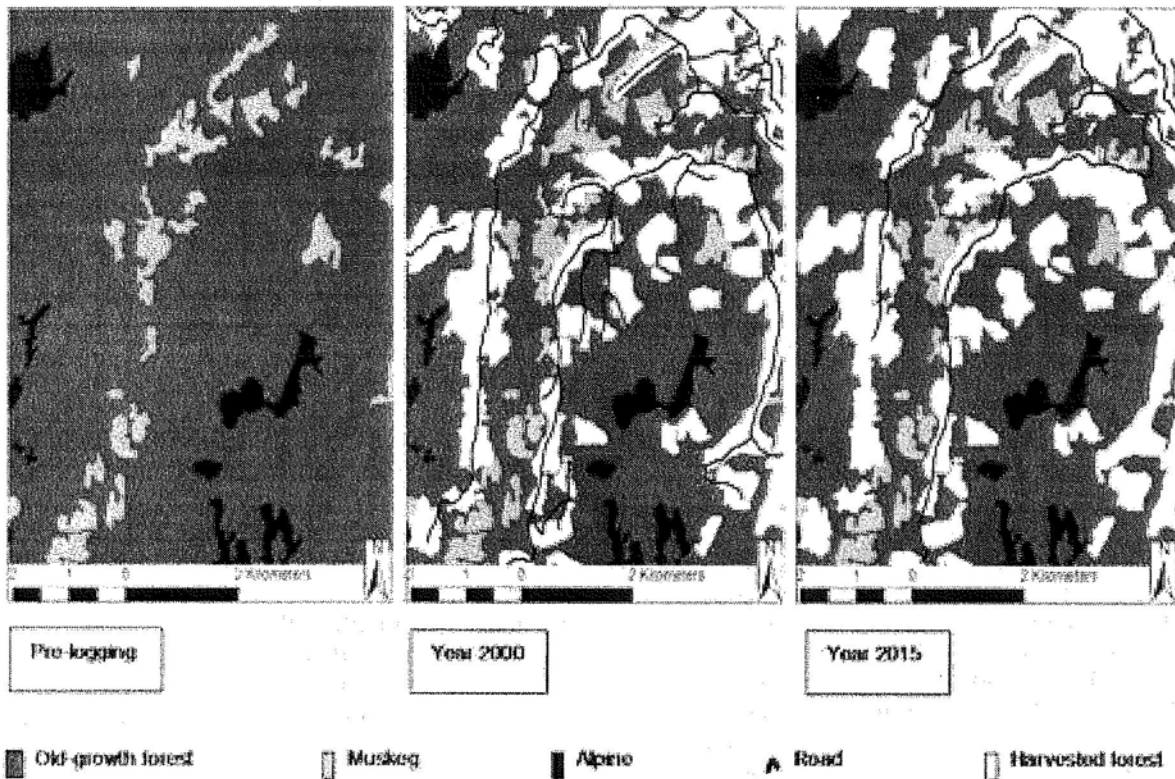 2 1 0 2 Kilometers
2 1 0 2 Kilometers
2 1 0 2 Kilometers
Pre-logging
Year 2000
Year 2015
Old-growth forest
Muskeg
Alpine
Road
Harvested forest